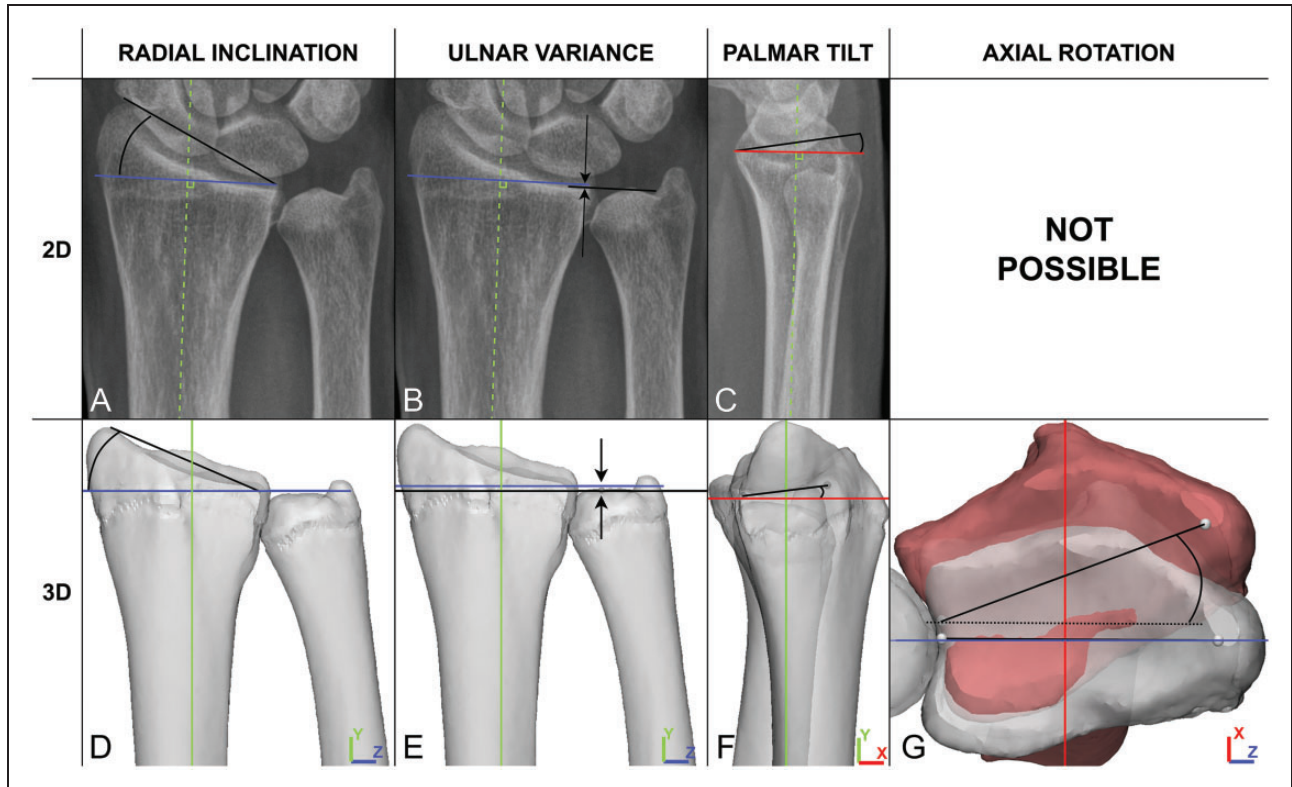 RADIAL INCLINATION
ULNAR VARIANCE
PALMAR TILT
AXIAL ROTATION
2D
A
B
C
NOT
POSSIBLE
3D
D
Y
Z
E
Y
Z
F
Y
X
G
X
Z